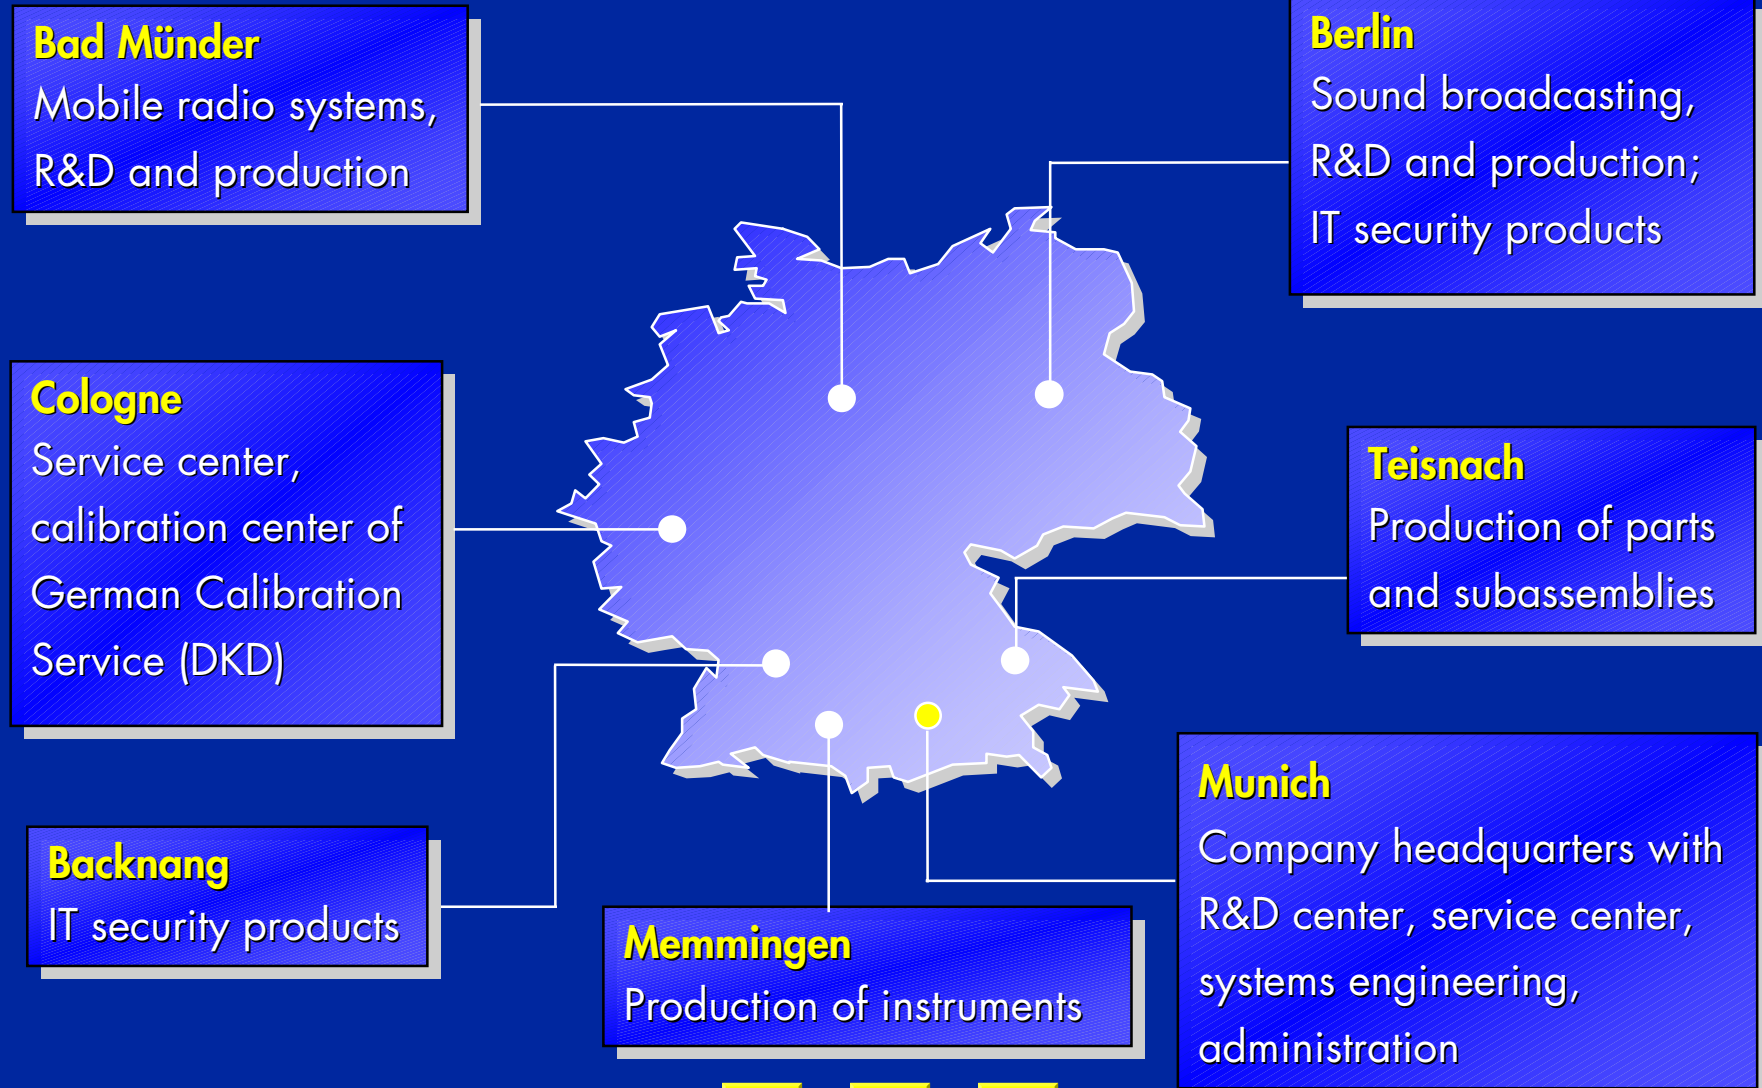 Bad Münder
Mobile radio systems,
R&D and production
Berlin
Sound broadcasting,
R&D and production;
IT security products
Cologne
Service center,
calibration center of
German Calibration
Service (DKD)
Teisnach
Production of parts
and subassemblies
Backnang
IT security products
Memmingen
Production of instruments
Munich
Company headquarters with
R&D center, service center,
systems engineering,
administration